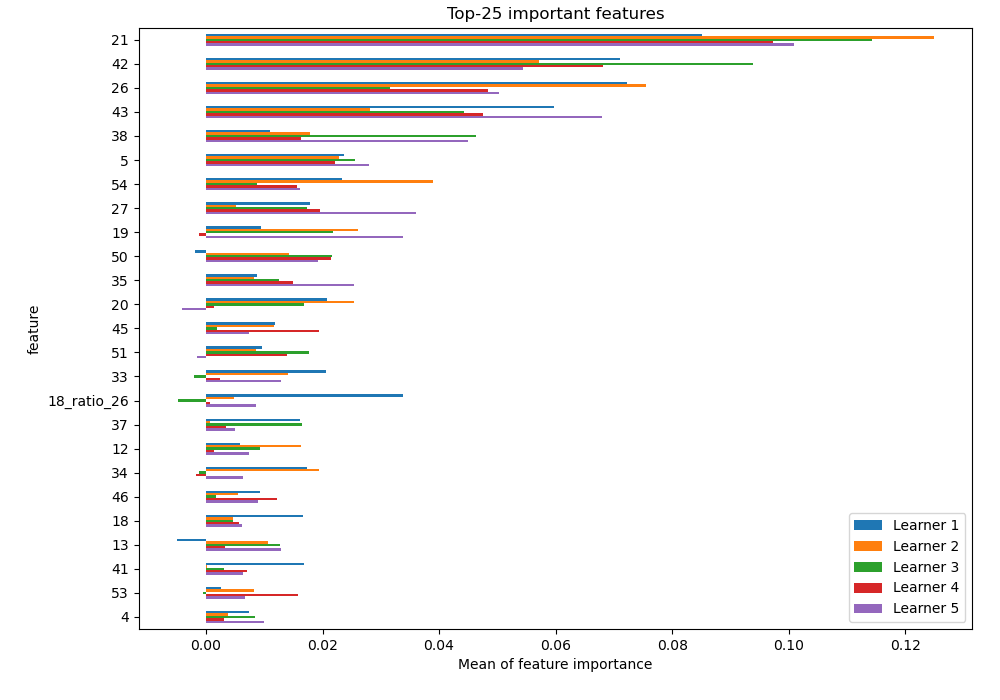 Top-25 important features
21
42
26
43
38
5
54
27
19
50
35
20
45
51
33
18_ratio_26
37
12
34
46
18
13
41
53
4
feature
0.00 0.02 0.04 0.06 0.08 0.10 0.12
Mean of feature importance
Learner 1
Learner 2
Learner 3
Learner 4
Learner 5